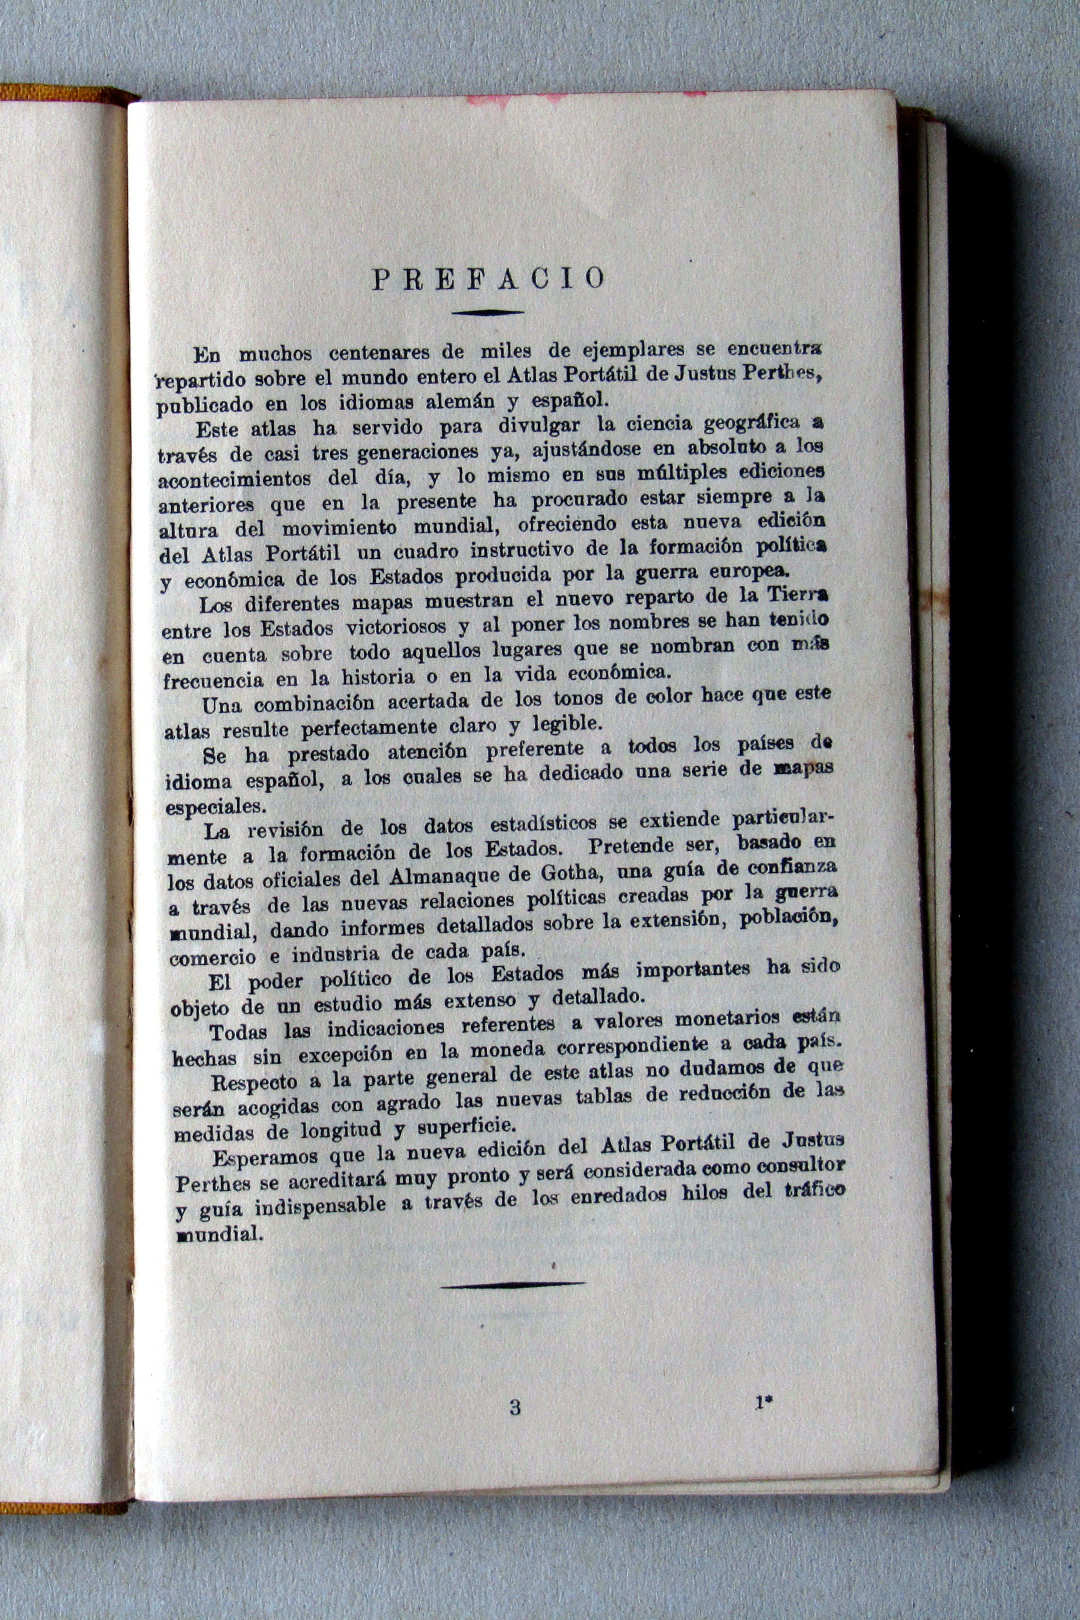 PREFACIO
En muchos centenares de miles de ejemplares se encuentra
repartido sobre el mundo entero el Atlas Portátil de Justus Perthes,
publicado en los idiomas alemán y español.
Este atlas ha servido para divulgar la ciencia geográfica a
través de casi tres generaciones ya, ajustándose en absoluto a los
acontecimientos del día, y lo mismo en sus múltiples ediciones
anteriores que en la presente ha procurado estar siempre a la
altura del movimiento mundial, ofreciendo esta nueva edición
del Atlas Portátil un cuadro instructivo de la formación política
y económica de los Estados producida por la guerra europea.
Los diferentes mapas muestran el nuevo reparto de la Tierra
entre los Estados victoriosos y al poner los nombres se han tenido
en cuenta sobre todo aquellos lugares que se nombran con más
frecuencia en la historia o en la vida económica.
Una combinación acertada de los tonos de color hace que este
atlas resulte perfectamente claro y legible.
Se ha prestado atención preferente a todos los países de
idioma español, a los cuales se ha dedicado una serie de mapas
especiales.
La revisión de los datos estadísticos se extiende particular-
mente a la formación de los Estados. Pretende ser, basado en
los datos oficiales del Almanaque de Gotha, una guía de confianza
a través de las nuevas relaciones políticas creadas por la guerra
mundial, dando informes detallados sobre la extensión, población,
comercio e industria de cada país.
El poder político de los Estados más importantes ha sido
objeto de un estudio más extenso y detallado.
Todas las indicaciones referentes a valores monetarios están
hechas sin excepción en la moneda correspondiente a cada país.
Respecto a la parte general de este atlas no dudamos de que
serán acogidas con agrado las nuevas tablas de reducción de las
medidas de longitud y superficie.
Esperamos que la nueva edición del Atlas Portátil de Justus
Perthes se acreditará muy pronto y será considerada como consultor
y guía indispensable a través de los enredados hilos del tráfico
mundial.
3 1*